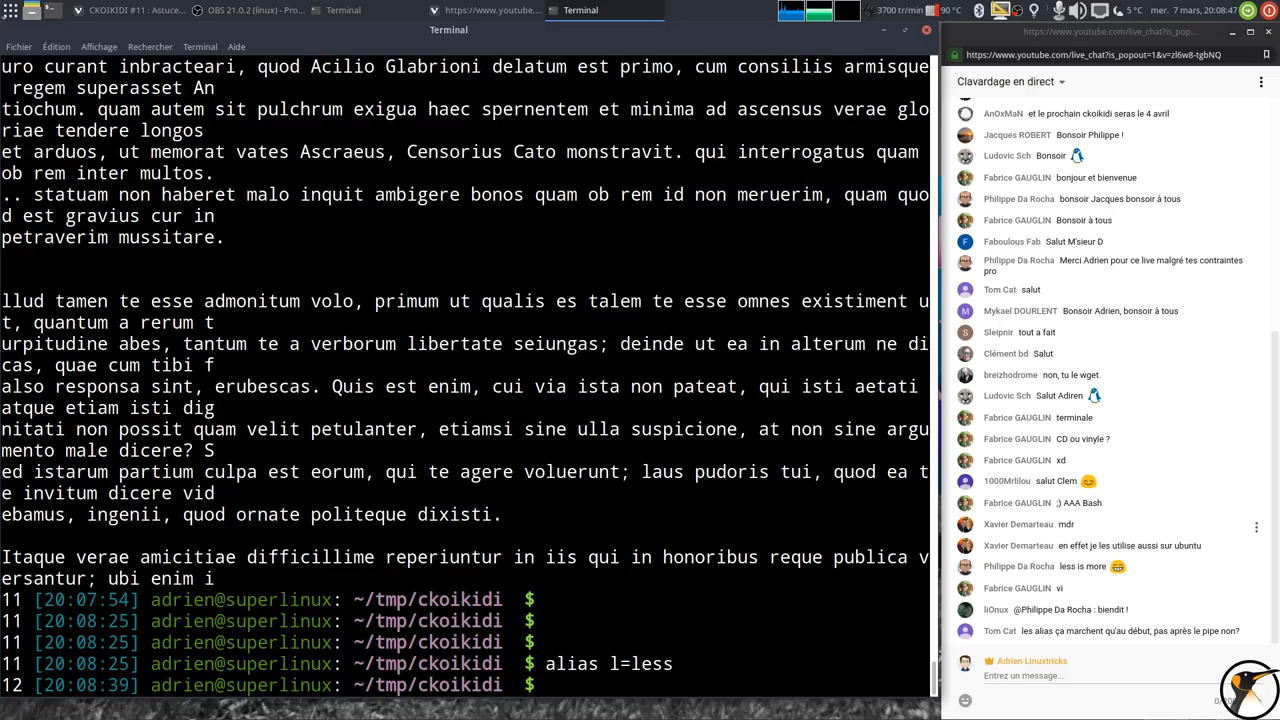 CKOIKIDI #11 : Astuce...
OBS 21.0.2 (linux) - Pro...
Terminal
https://www.youtube....
Terminal
3700 tr/min
90 °C
5 °C
mer. 7 mars, 20:08:47
Terminal
Fichier Édition Affichage Rechercher Terminal Aide
uro curant inbracteari, quo Acilio Glabrioni delatum est primo, cum consiliis armisque
regem superasset An
tiochum. quam autem sit pulchrum exigua haec spernentem et minima ad ascensus verae glo
riae tendere longos
et arduos, ut memorat vates Ascraeus, Censorius Cato monstravit. qui interrogatus quam
ob rem inter multos.
.. statuam non haberet malo inquit ambigere bonos quam ob rem id non meruerim, quam quo
d est gravius cur in
petraverim mussitare.
llud tamen te esse admonitum volo, primum ut qualis es talem te esse omnes existiment u
t, quantum a rerum t
urpitudine abes, tantum te a verborum libertate seiungas; deinde ut ea in alterum ne di
cas, quae cum tibi f
also responsa sint, erubescas. Quis est enim, cui via ista non pateat, qui isti aetati
atque etiam isti dig
nitati non possit quam velit petulanter, etiamsi sine ulla suspicione, at non sine argu
mento male dicere? S
ed istarum partium culpa est eorum, qui te agere voluerunt; laus pudoris tui, quod ea t
e invitum dicere vid
ebamus, ingenii, quod ornate politeque dixisti.
Itaque verae amicitiae difficillime reperiuntur in iis qui in honoribus reque publica v
ersantur; ubi enim i
11 [20:07:54] adrien@superlinux: ~/tmp/ckoikidi $
11 [20:08:25] adrien@superlinux: ~/tmp/ckoikidi $
11 [20:08:25] adrien@superlinux: ~/tmp/ckoikidi $
11 [20:08:25] adrien@superlinux: ~/tmp/ckoikidi $ alias l=less
12 [20:08:39] adrien@superlinux: ~/tmp/ckoikidi $
https://www.youtube.com/live_chat?is_pop...
https://www.youtube.com/live_chat?is_popout=1&v=zl6w8-tgbNQ
Clavardage en direct
AnOxMaN et le prochain ckoikidi seras le 4 avril
Jacques ROBERT Bonsoir Philippe !
Ludovic Sch Bonsoir
Fabrice GAUGLIN bonjour et bienvenue
Philippe Da Rocha bonsoir Jacques bonsoir à tous
Fabrice GAUGLIN Bonsoir à tous
F Faboulous Fab Salut M'sieur D
Philippe Da Rocha Merci Adrien pour ce live malgré tes contraintes
pro
Tom Cat salut
M Mykael DOURLENT Bonsoir Adrien, bonsoir à tous
S Sleipnir tout a fait
Clément bd Salut
breizhodrome non, tu le wget
Ludovic Sch Salut Adiren
Fabrice GAUGLIN terminale
Fabrice GAUGLIN CD ou vinyle ?
Fabrice GAUGLIN xd
1000Mrlilou salut Clem
Fabrice GAUGLIN ;) AAA Bash
Xavier Demarteau mdr
Xavier Demarteau en effet je les utilise aussi sur ubuntu
Philippe Da Rocha less is more
Fabrice GAUGLIN vi
liOnux @Philippe Da Rocha : biendit !
Tom Cat les alias ça marchent qu'au début, pas après le pipe non?
Adrien Linuxtricks
Entrez un message...